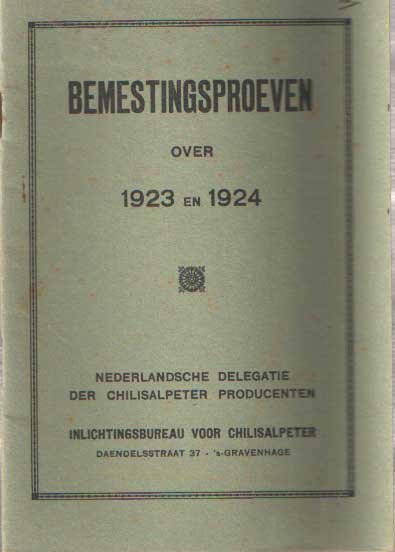 BEMESTINGSPROEVEN
OVER
1923 EN 1924
NEDERLANDSCHE DELEGATIE
DER CHILISALPETER PRODUCENTEN
INLICHTINGSBUREAU VOOR CHILISALPETER
DAENDELSSTRAAT 37 - 's-GRAVENHAGE